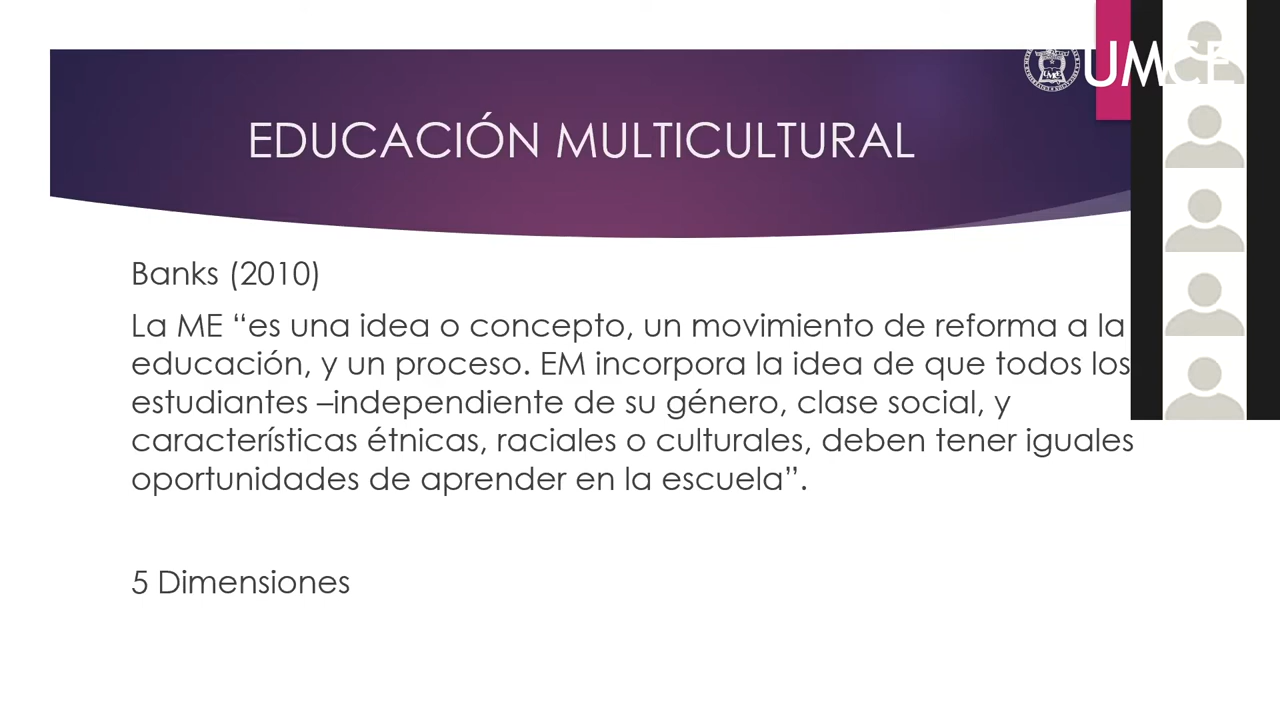 UMCE
EDUCACIÓN MULTICULTURAL
Banks (2010)
La ME “es una idea o concepto, un movimiento de reforma a la
educación, y un proceso. EM incorpora la idea de que todos los
estudiantes –independiente de su género, clase social, y
características étnicas, raciales o culturales, deben tener iguales
oportunidades de aprender en la escuela”.
5 Dimensiones